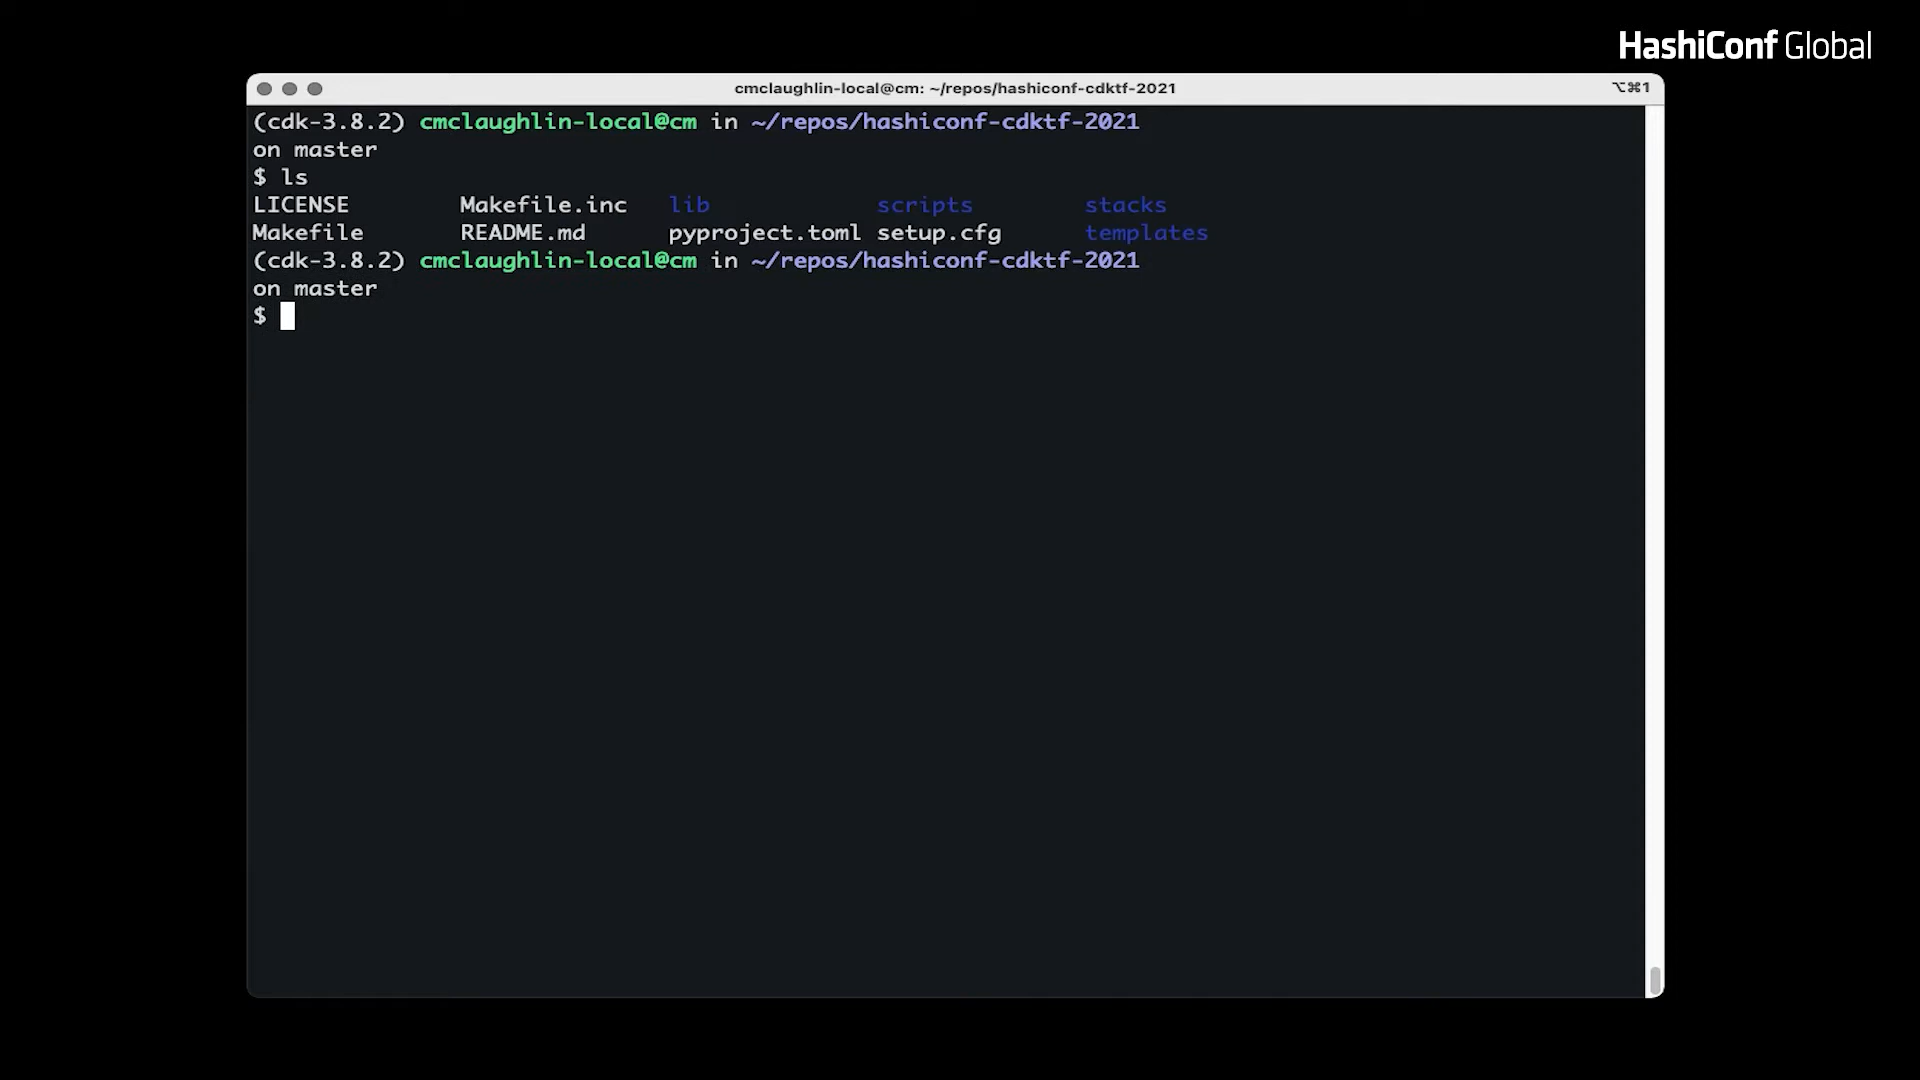 HashiConf Global
cmclaughlin-local@cm: ~/repos/hashiconf-cdktf-2021 ⌥⌘1
(cdk-3.8.2) cmclaughlin-local@cm in ~/repos/hashiconf-cdktf-2021
on master
$ ls
LICENSE Makefile.inc lib scripts stacks
Makefile README.md pyproject.toml setup.cfg templates
(cdk-3.8.2) cmclaughlin-local@cm in ~/repos/hashiconf-cdktf-2021
on master
$